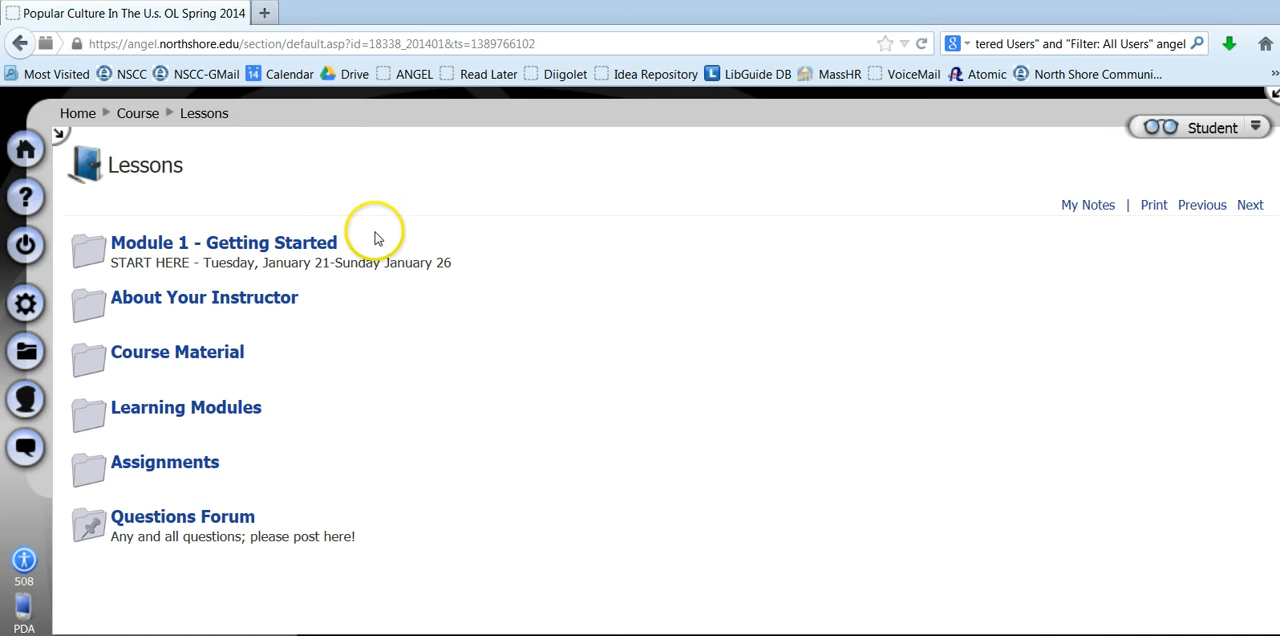 Popular Culture In The U.s. OL Spring 2014 +
https://angel.northshore.edu/section/default.asp?id=18338_201401&ts=1389766102
8 tered Users" and "Filter: All Users" angel
Most Visited NSCC NSCC-GMail 14 Calendar Drive ANGEL Read Later Diigolet Idea Repository L LibGuide DB MassHR VoiceMail Atomic North Shore Communi... »
Home Course Lessons
Student
Lessons
My Notes | Print Previous Next
Module 1 - Getting Started
START HERE - Tuesday, January 21-Sunday January 26
About Your Instructor
Course Material
Learning Modules
Assignments
Questions Forum
Any and all questions; please post here!
?
508
PDA